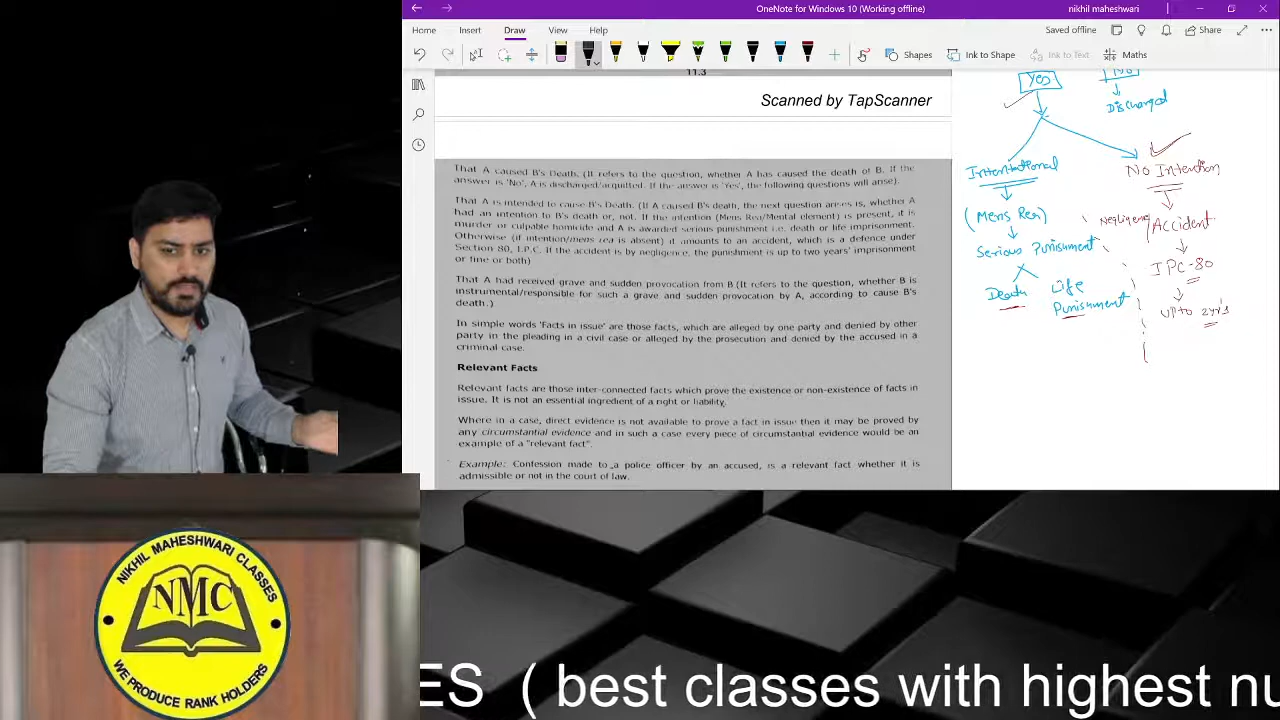 OneNote for Windows 10 (Working offline)
nikhil maheshwari
Home Insert Draw View Help
Saved offline
Share
Shapes
Ink to Shape
Ink to Text
Maths
11.3
Scanned by TapScanner
That A caused B's Death. (It refers to the question, whether A has caused the death of B. If the
answer is 'No', A is discharged/acquitted. If the answer is 'Yes', the following questions will arise).
That A is intended to cause B's Death. (If A caused B's death, the next question arises is, whether A
had an intention to B's death or, not. If the intention (Mens Rea/Mental element) is present, it is
murder or culpable homicide and A is awarded serious punishment i.e. death or life imprisonment.
Otherwise (if intention/mens rea is absent) it amounts to an accident, which is a defence under
Section 80, I.P.C. If the accident is by negligence, the punishment is up to two years' imprisonment
or fine or both)
That A had received grave and sudden provocation from B (It refers to the question, whether B is
instrumental/responsible for such a grave and sudden provocation by A, according to cause B's
death.)
In simple words 'Facts in issue' are those facts, which are alleged by one party and denied by other
party in the pleading in a civil case or alleged by the prosecution and denied by the accused in a
criminal case.
Relevant Facts
Relevant facts are those inter-connected facts which prove the existence or non-existence of facts in
issue. It is not an essential ingredient of a right or liability.
Where in a case, direct evidence is not available to prove a fact in issue then it may be proved by
any circumstantial evidence and in such a case every piece of circumstantial evidence would be an
example of a "relevant fact".
Example: Confession made to a police officer by an accused, is a relevant fact whether it is
admissible or not in the court of law.
Yes
No
Discharged
Intentional
(Mens Rea)
Serious Punishment
Death
Life
Punishment
No Intention
Negligence
Accident
IPC-80
upto 2yrs
NIKHIL MAHESHWARI CLASSES
NMC
WE PRODUCE RANK HOLDERS
ES ( best classes with highest nu